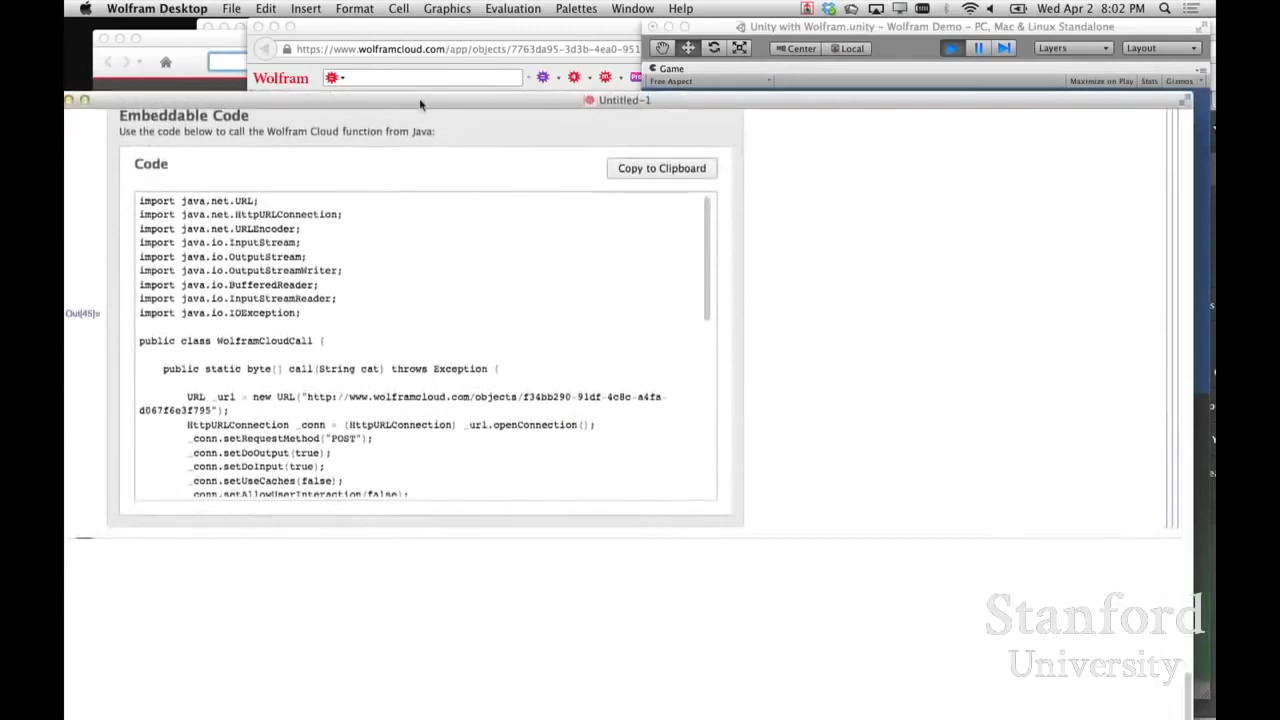 Wolfram Desktop File Edit Insert Format Cell Graphics Evaluation Palettes Window Help Wed Apr 2 8:02 PM
Unity with Wolfram.unity ~ Wolfram Demo - PC, Mac & Linux Standalone
https://www.wolframcloud.com/app/objects/7763da95-3d3b-4ea0-951
Center Local Layers Layout
Wolfram
Game
Free Aspect Maximize on Play Stats Gizmos
Untitled-1
Embeddable Code
Use the code below to call the Wolfram Cloud function from Java:
Code
Copy to Clipboard
import java.net.URL;
import java.net.HttpURLConnection;
import java.net.URLEncoder;
import java.io.InputStream;
import java.io.OutputStream;
import java.io.OutputStreamWriter;
import java.io.BufferedReader;
import java.io.InputStreamReader;
import java.io.IOException;
Out[45]=
public class WolframCloudCall {
public static byte[] call(String cat) throws Exception {
URL _url = new URL("http://www.wolframcloud.com/objects/f34bb290-91df-4c8c-a4fa-
d067f6e3f795");
HttpURLConnection _conn = (HttpURLConnection) _url.openConnection();
_conn.setRequestMethod("POST");
_conn.setDoOutput(true);
_conn.setDoInput(true);
_conn.setUseCaches(false);
_conn.setAllowUserInteraction(false);
Stanford
University